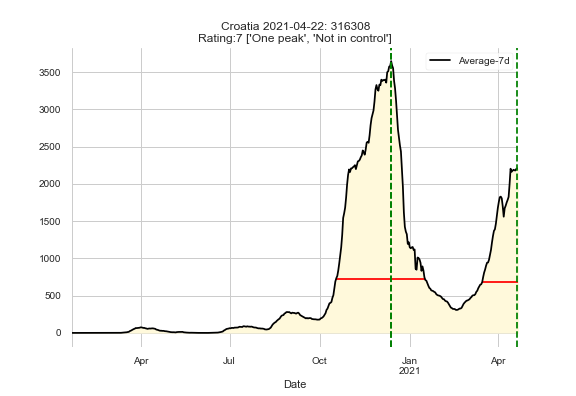 Croatia 2021-04-22: 316308
Rating:7 ['One peak', 'Not in control']
Average-7d
3500
3000
2500
2000
1500
1000
500
0
Apr
Jul
Oct
Jan
2021
Apr
Date